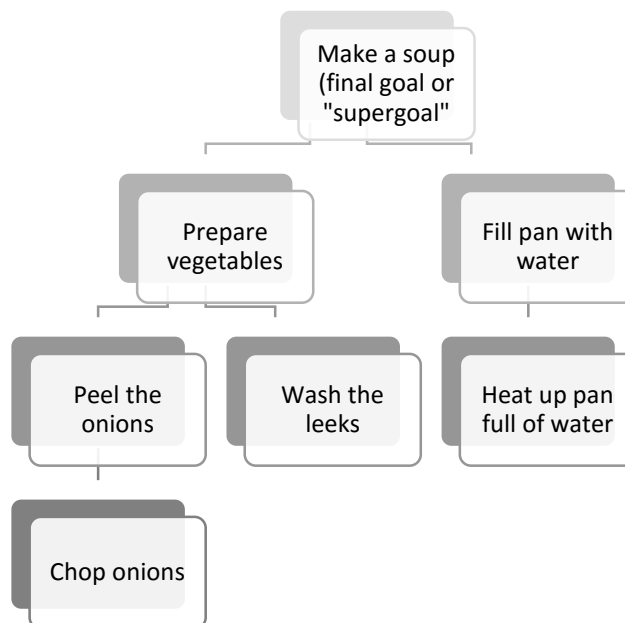 Make a soup
(final goal or
"supergoal"
Prepare
vegetables
Fill pan with
water
Peel the
onions
Wash the
leeks
Heat up pan
full of water
Chop onions